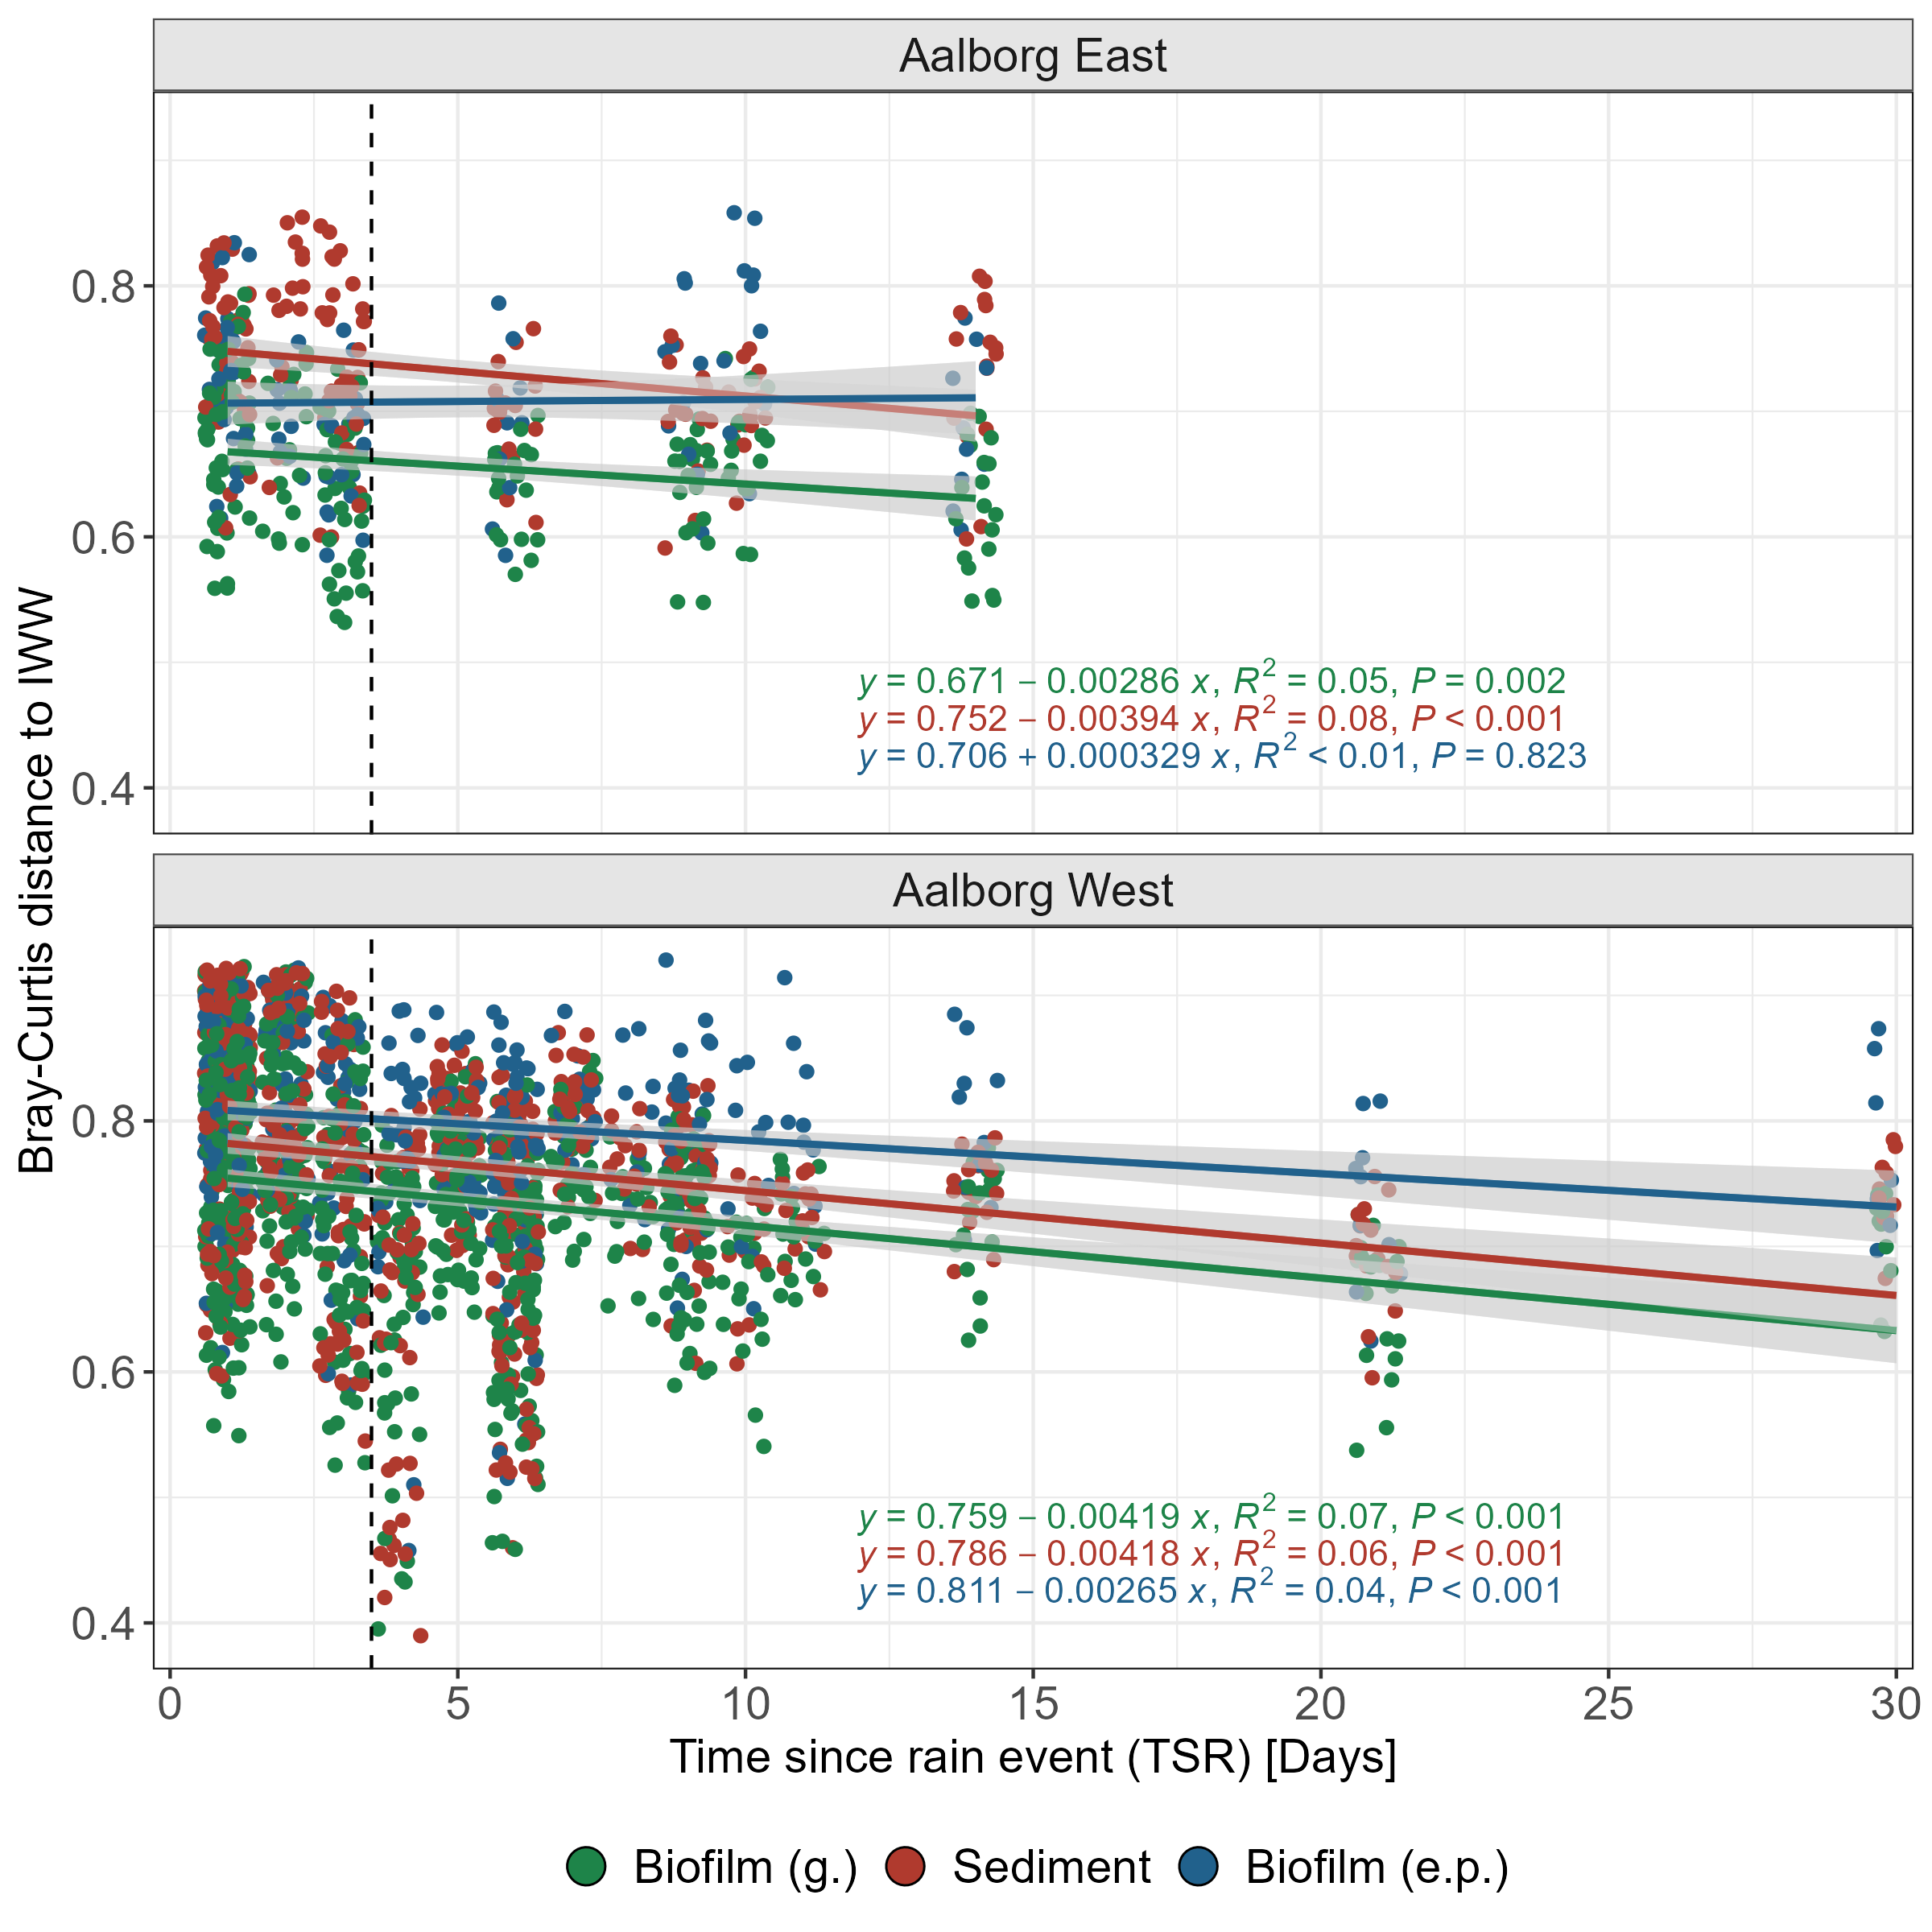 Aalborg East
0.8
0.6
0.4
y = 0.671 − 0.00286 x, R² = 0.05, P = 0.002
y = 0.752 − 0.00394 x, R² = 0.08, P < 0.001
y = 0.706 + 0.000329 x, R² < 0.01, P = 0.823
Bray-Curtis distance to IWW
Aalborg West
0.8
0.6
0.4
y = 0.759 − 0.00419 x, R² = 0.07, P < 0.001
y = 0.786 − 0.00418 x, R² = 0.06, P < 0.001
y = 0.811 − 0.00265 x, R² = 0.04, P < 0.001
0 5 10 15 20 25 30
Time since rain event (TSR) [Days]
Biofilm (g.) Sediment Biofilm (e.p.)